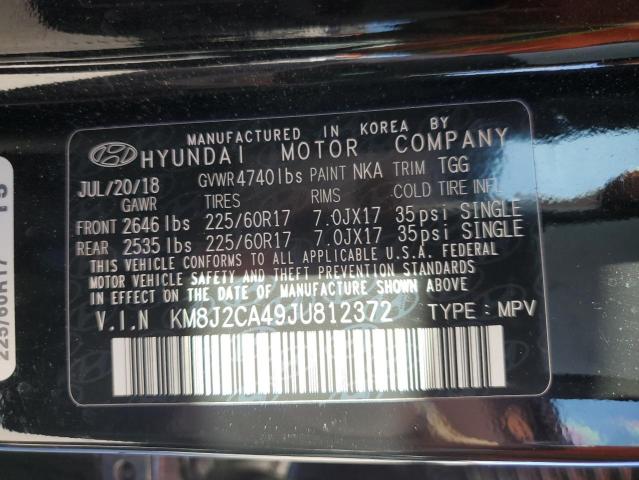 MANUFACTURED IN KOREA BY
HYUNDAI MOTOR COMPANY
JUL/20/18 GVWR 4740lbs PAINT NKA TRIM TGG
GAWR TIRES RIMS COLD TIRE INFL
FRONT 2646 lbs 225/60R17 7.0JX17 35psi SINGLE
REAR 2535 lbs 225/60R17 7.0JX17 35psi SINGLE
THIS VEHICLE CONFORMS TO ALL APPLICABLE U.S.A. FEDERAL
MOTOR VEHICLE SAFETY AND THEFT PREVENTION STANDARDS
IN EFFECT ON THE DATE OF MANUFACTURE SHOWN ABOVE
V.I.N KM8J2CA49JU812372 TYPE : MPV
225/60R17